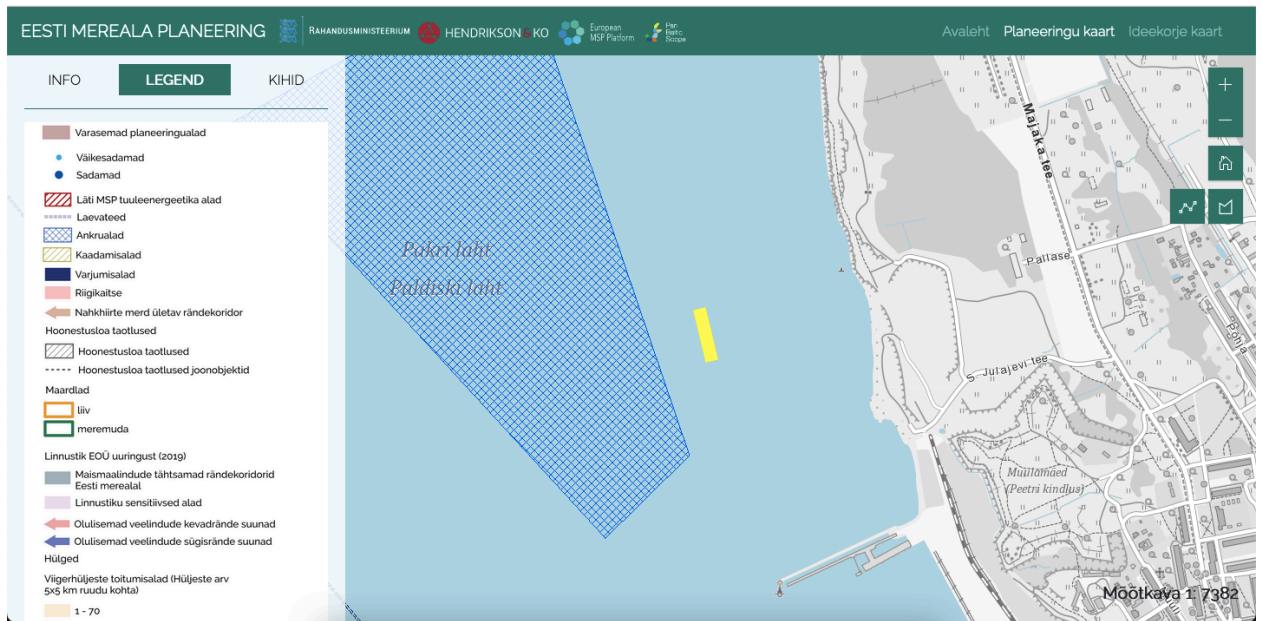 EESTI MEREALA PLANEERING
RAHANDUSMINISTEERIUM
HENDRIKSON & KO
European
MSP Platform
Pan
Baltic
Scope
Avaleht Planeeringu kaart Ideekorje kaart
INFO LEGEND KIHID
Varasemad planeeringualad
Väikesadamad
Sadamad
Läti MSP tuuleenergeetika alad
Laevateed
Ankrualad
Kaadamisalad
Varjumisalad
Riigikaitse
Nahkhiirte merd ületav rändekoridor
Hoonestusloa taotlused
Hoonestusloa taotlused
Hoonestusloa taotlused joonobjektid
Maardlad
liiv
meremuda
Linnustik EOÜ uuringust (2019)
Maismaalindude tähtsamad rändekoridorid
Eesti merealal
Linnustiku sensitiivsed alad
Olulisemad veelindude kevadrände suunad
Olulisemad veelindude sügisrände suunad
Hülged
Viigerhüljeste toitumisalad (Hüljeste arv
5x5 km ruudu kohta)
1 - 70
Pakri laht
Paldiski laht
Majaka tee
Pallase
S. Julajevi tee
Põhja
Muulamäed
(Peetri kindlus)
Mõõtkava 1: 7382